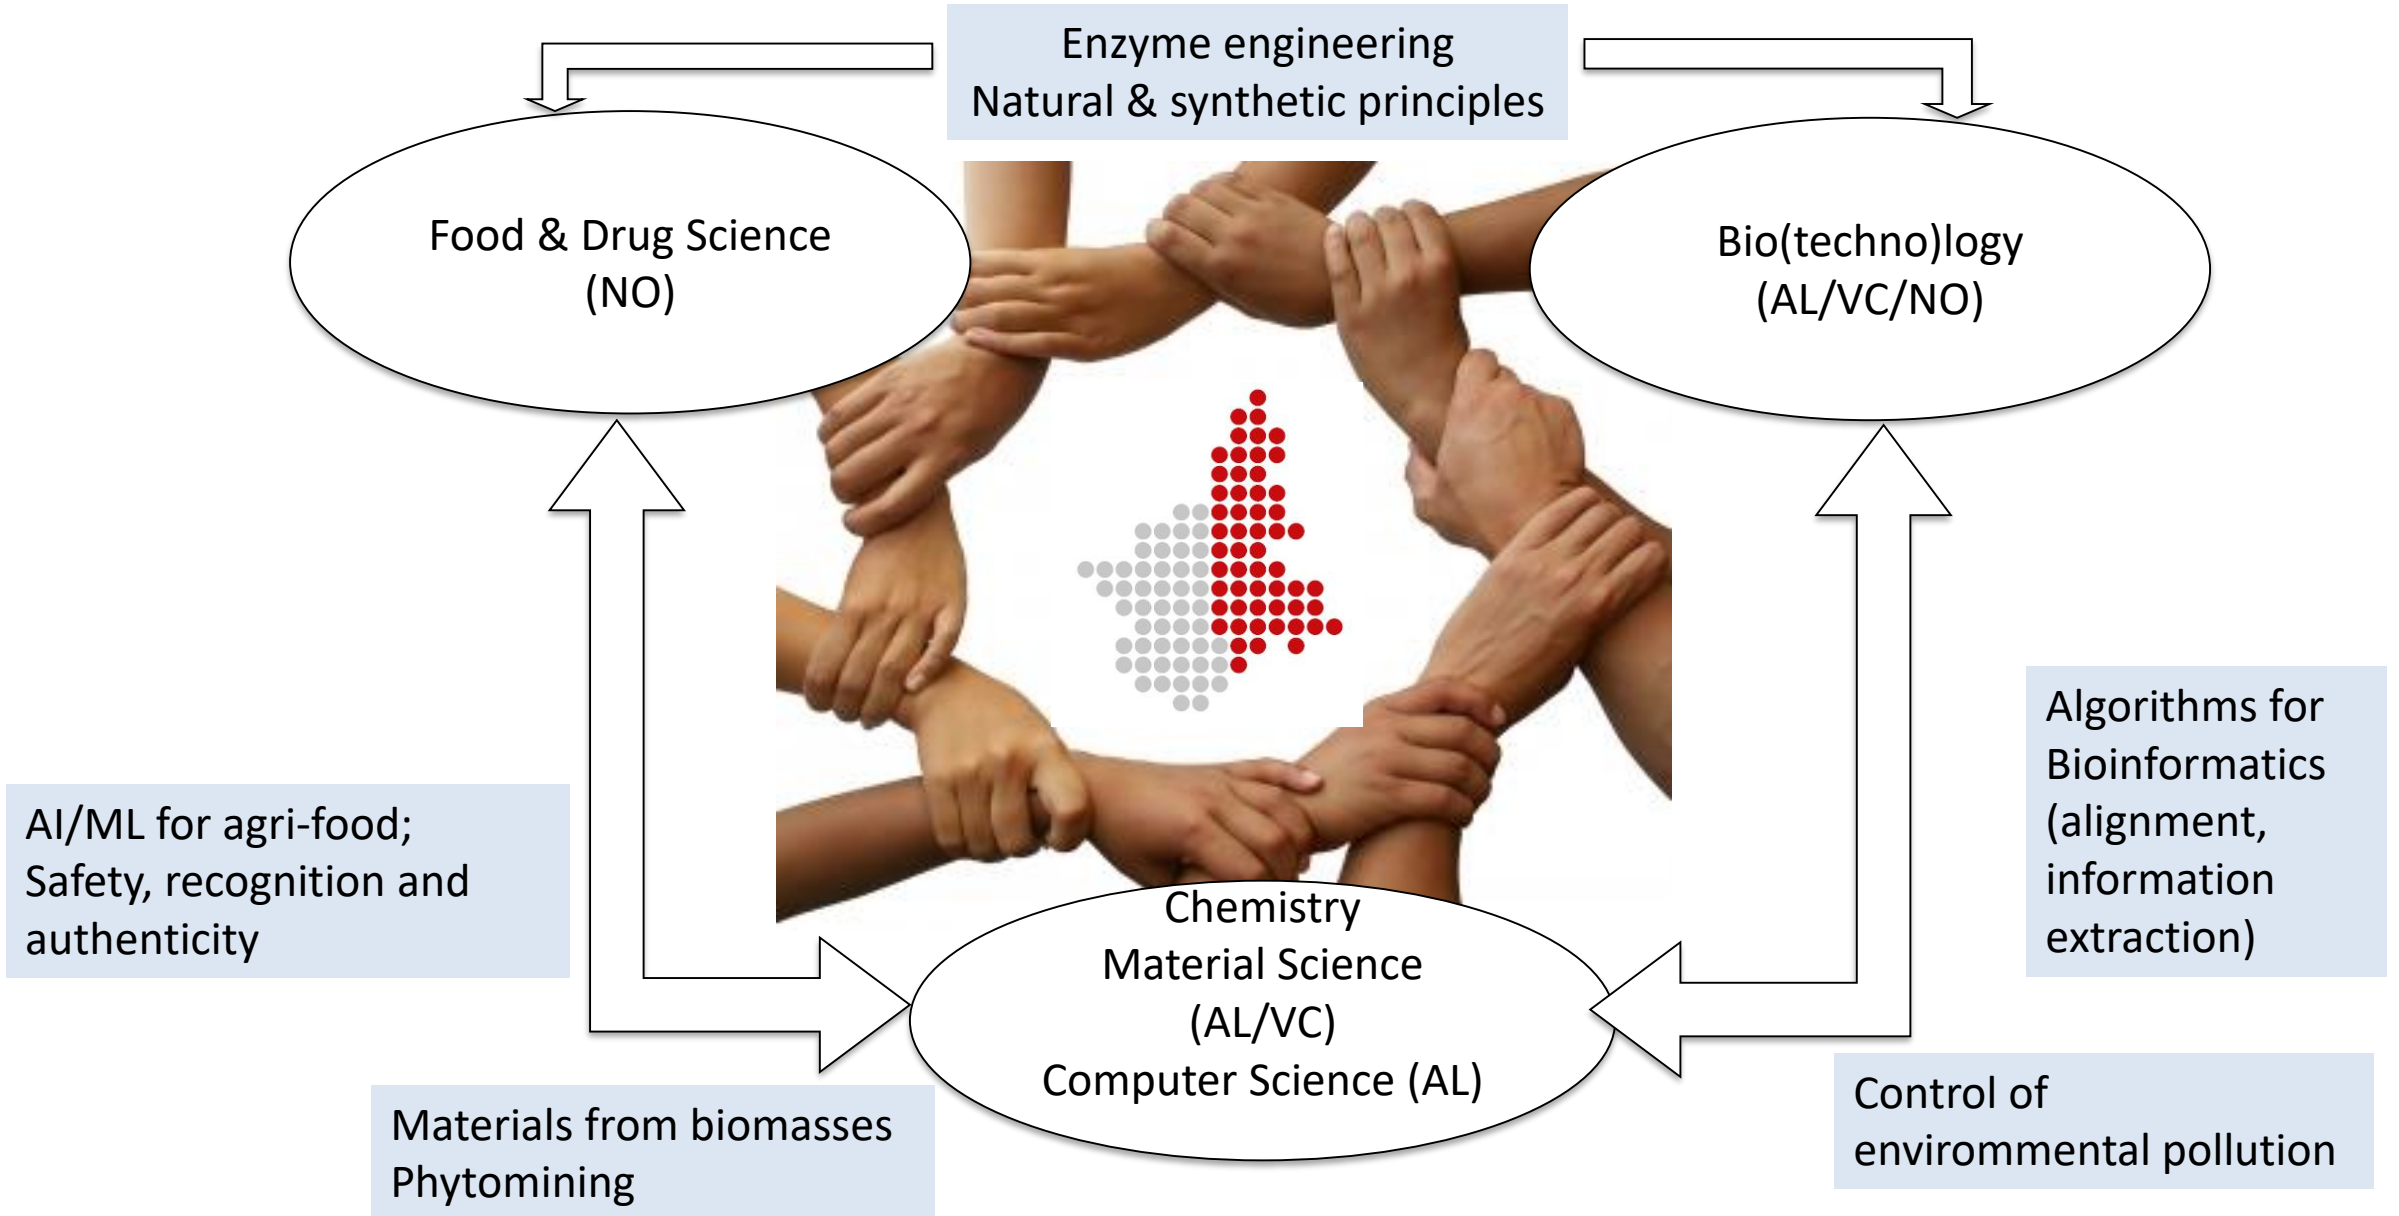 Enzyme engineering
Natural & synthetic principles
Food & Drug Science
(NO)
Bio(techno)logy
(AL/VC/NO)
AI/ML for agri-food;
Safety, recognition and
authenticity
Algorithms for
Bioinformatics
(alignment,
information
extraction)
Chemistry
Material Science
(AL/VC)
Computer Science (AL)
Materials from biomasses
Phytomining
Control of
envirommental pollution